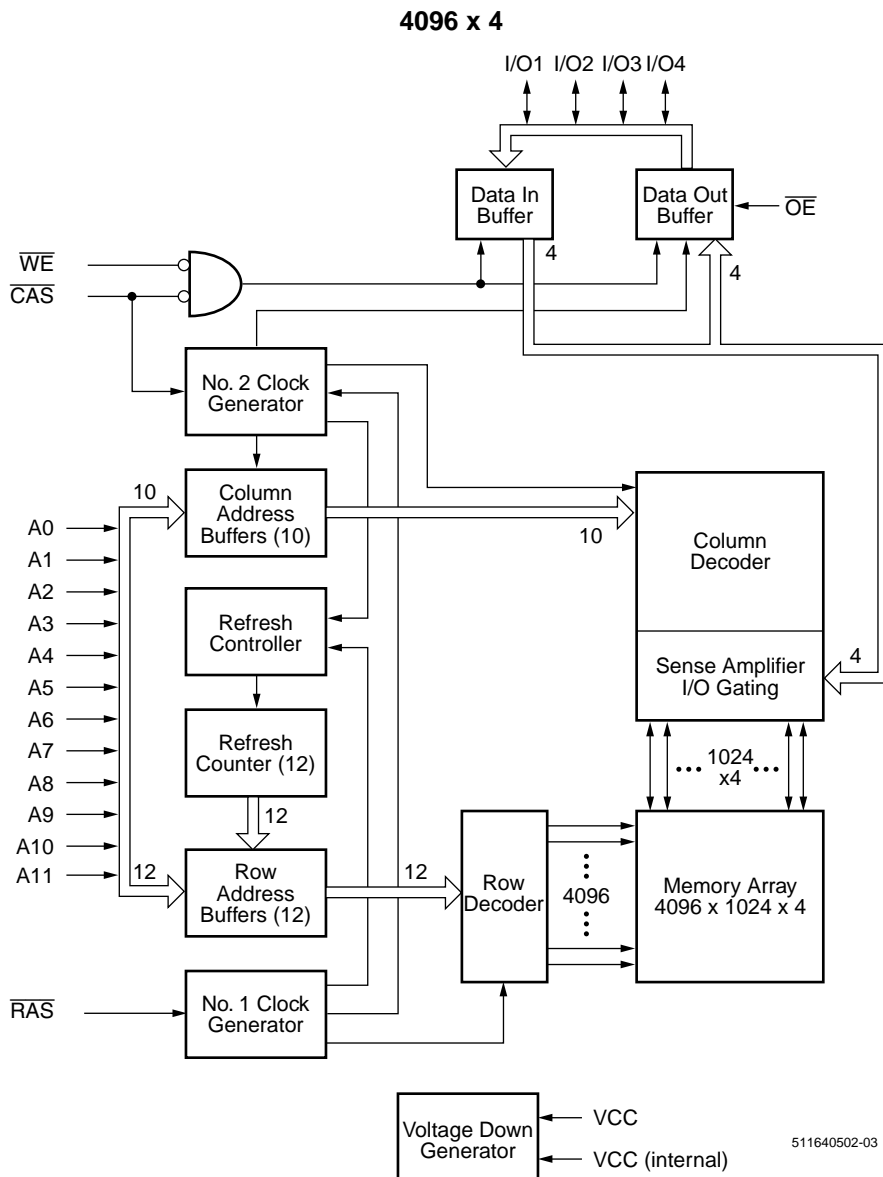 4096 x 4
I/O1 I/O2 I/O3 I/O4
Data In
Buffer
Data Out
Buffer
OE
4
4
WE
CAS
No. 2 Clock
Generator
10
Column
Address
Buffers (10)
10
Column
Decoder
A0
A1
A2
A3
A4
A5
A6
A7
A8
A9
A10
A11
Refresh
Controller
Sense Amplifier
I/O Gating
4
Refresh
Counter (12)
1024
x4
12
12
Row
Address
Buffers (12)
12
Row
Decoder
4096
Memory Array
4096 x 1024 x 4
RAS
No. 1 Clock
Generator
Voltage Down
Generator
VCC
VCC (internal)
511640502-03